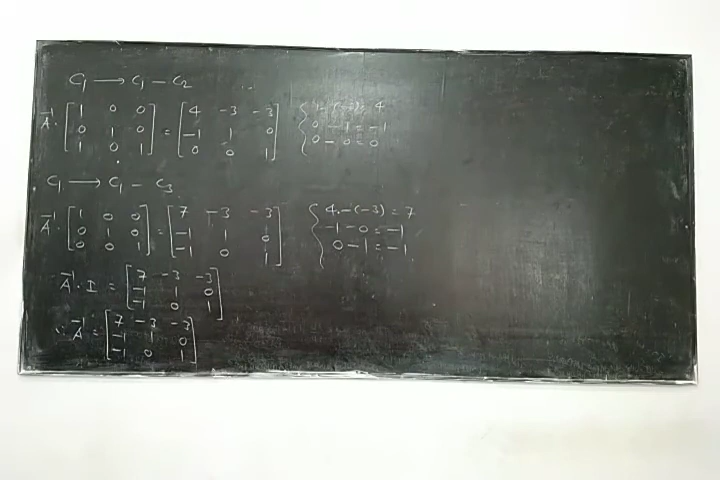 C₁ → C₁ – C₂
A⁻¹ · [1 0 0 = [4 –3 –3 { 1 – (–3) = 4
0 1 0 –1 1 0 0 – 1 = –1
1 0 1] 0 0 1] 0 – 0 = 0
C₁ → C₁ – C₃
A⁻¹ · [1 0 0 = [7 –3 –3 { 4 – (–3) = 7
0 1 0 –1 1 0 –1 – 0 = –1
0 0 1] –1 0 1] 0 – 1 = –1
A⁻¹ · I = [7 –3 –3
–1 1 0
–1 0 1]
∴ A⁻¹ = [7 –3 –3
–1 1 0
–1 0 1]